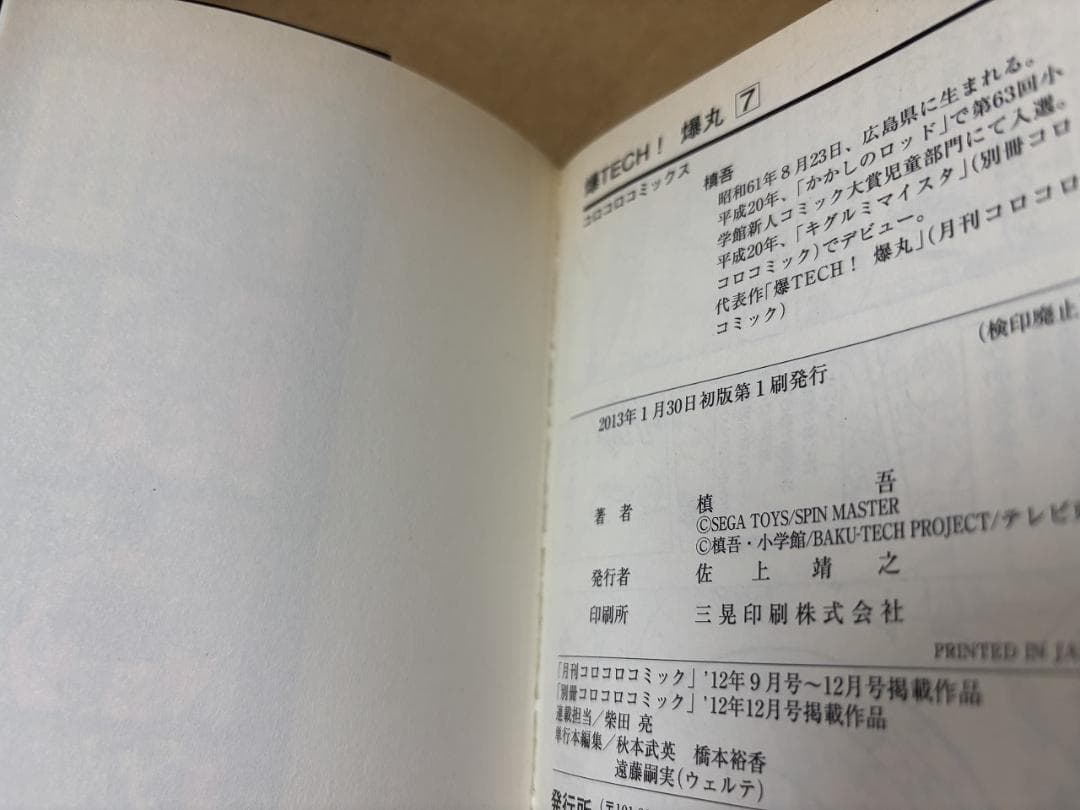 爆TECH！ 爆丸 7
コロコロコミックス
槙吾
昭和61年8月23日、広島県に生まれる。
平成20年、「かかしのロッド」で第63回小
学館新人コミック大賞児童部門にて入選。
平成20年、「キグルミマイスタ」(別冊コロ
コロコミック)でデビュー。
代表作「爆TECH！ 爆丸」(月刊コロコロ
コミック)
(検印廃止
2013年1月30日初版第1刷発行
著者 槙吾
©SEGA TOYS/SPIN MASTER
©槙吾・小学館/BAKU-TECH PROJECT/テレビ
発行者 佐上靖之
印刷所 三晃印刷株式会社
PRINTED IN JA
「月刊コロコロコミック」'12年9月号～12月号掲載作品
「別冊コロコロコミック」'12年12月号掲載作品
連載担当/柴田 亮
単行本編集/秋本武英 橋本裕香
遠藤嗣実(ウェルテ)
発行所